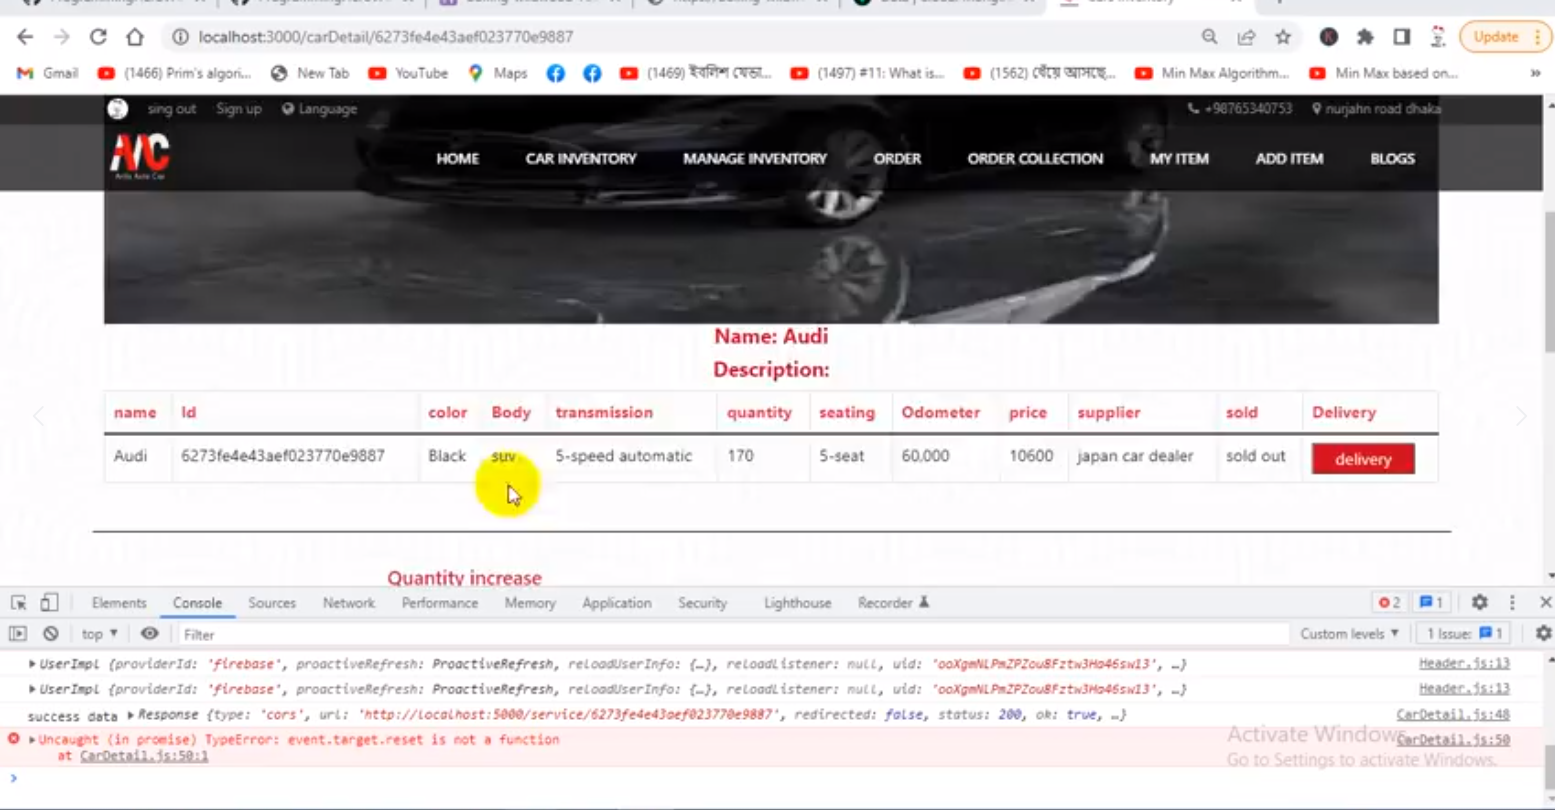 localhost:3000/carDetail/6273fe4e43aef023770e9887
Update
Gmail (1466) Prim's algori... New Tab YouTube Maps (1469) ইবলিশ (1497) #11: What is... (1562) Min Max Algorithm... Min Max based on... »
sing out Sign up Language +98765340753 nurjahn road dhaka
AAC
HOME CAR INVENTORY MANAGE INVENTORY ORDER ORDER COLLECTION MY ITEM ADD ITEM BLOGS
Name: Audi
Description:
name Id color Body transmission quantity seating Odometer price supplier sold Delivery
Audi 6273fe4e43aef023770e9887 Black suv 5-speed automatic 170 5-seat 60,000 10600 japan car dealer sold out delivery
Quantity increase
Elements Console Sources Network Performance Memory Application Security Lighthouse Recorder 2 1
top Filter Custom levels 1 Issue: 1
UserImpl {providerId: 'firebase', proactiveRefresh: ProactiveRefresh, reloadUserInfo: {…}, reloadListener: null, uid: 'ooXgmNLPmZPZouBFztw3Ha46sw13', …} Header.js:13
UserImpl {providerId: 'firebase', proactiveRefresh: ProactiveRefresh, reloadUserInfo: {…}, reloadListener: null, uid: 'ooXgmNLPmZPZouBFztw3Ha46sw13', …} Header.js:13
success data Response {type: 'cors', url: 'http://localhost:5000/service/6273fe4e43aef023770e9887', redirected: false, status: 200, ok: true, …} CarDetail.js:48
Uncaught (in promise) TypeError: event.target.reset is not a function CarDetail.js:50
at CarDetail.js:50:1
Activate Windows
Go to Settings to activate Windows.